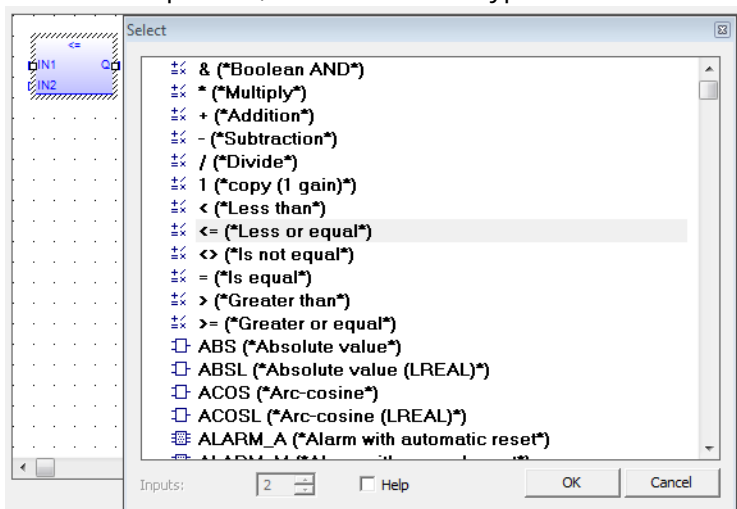 Select
<=
IN1 Q
IN2
& (*Boolean AND*)
* (*Multiply*)
+ (*Addition*)
- (*Subtraction*)
/ (*Divide*)
1 (*copy (1 gain)*)
< (*Less than*)
<= (*Less or equal*)
<> (*Is not equal*)
= (*Is equal*)
> (*Greater than*)
>= (*Greater or equal*)
ABS (*Absolute value*)
ABSL (*Absolute value (LREAL)*)
ACOS (*Arc-cosine*)
ACOSL (*Arc-cosine (LREAL)*)
ALARM_A (*Alarm with automatic reset*)
Inputs: 2 Help OK Cancel